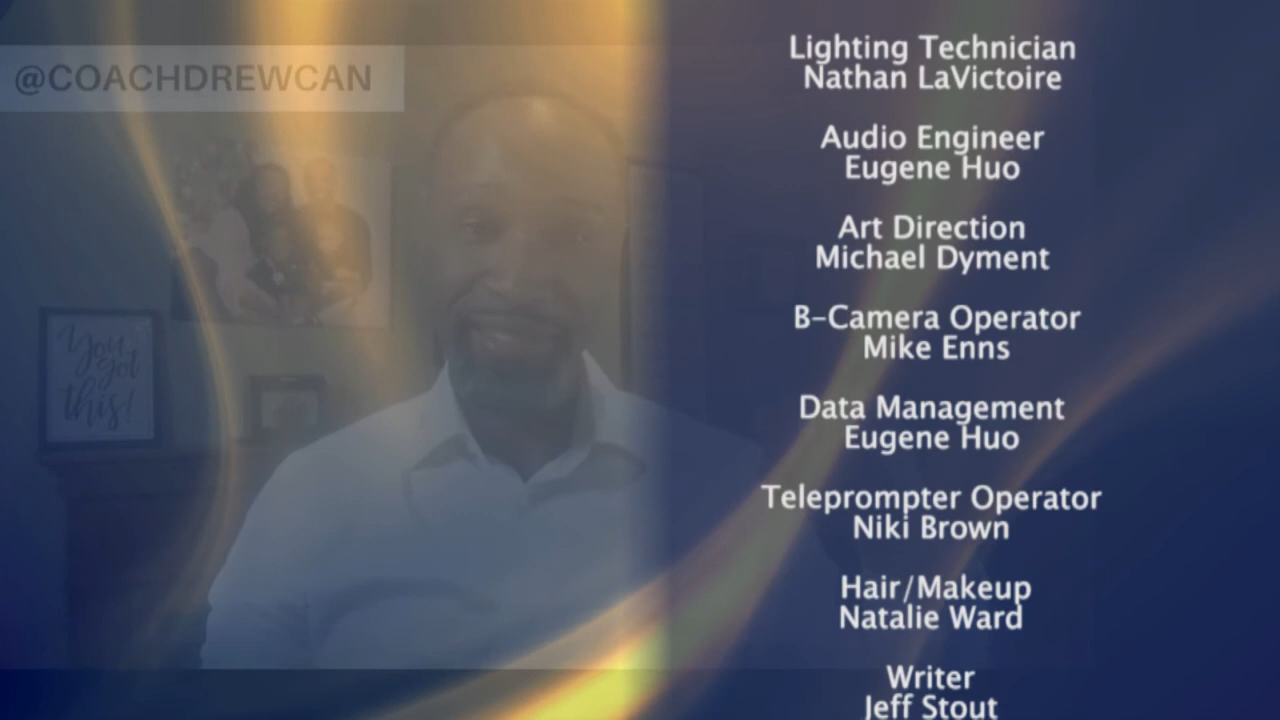 @COACHDREWCAN
You
got
this!
Lighting Technician
Nathan LaVictoire
Audio Engineer
Eugene Huo
Art Direction
Michael Dyment
B-Camera Operator
Mike Enns
Data Management
Eugene Huo
Teleprompter Operator
Niki Brown
Hair/Makeup
Natalie Ward
Writer
Jeff Stout